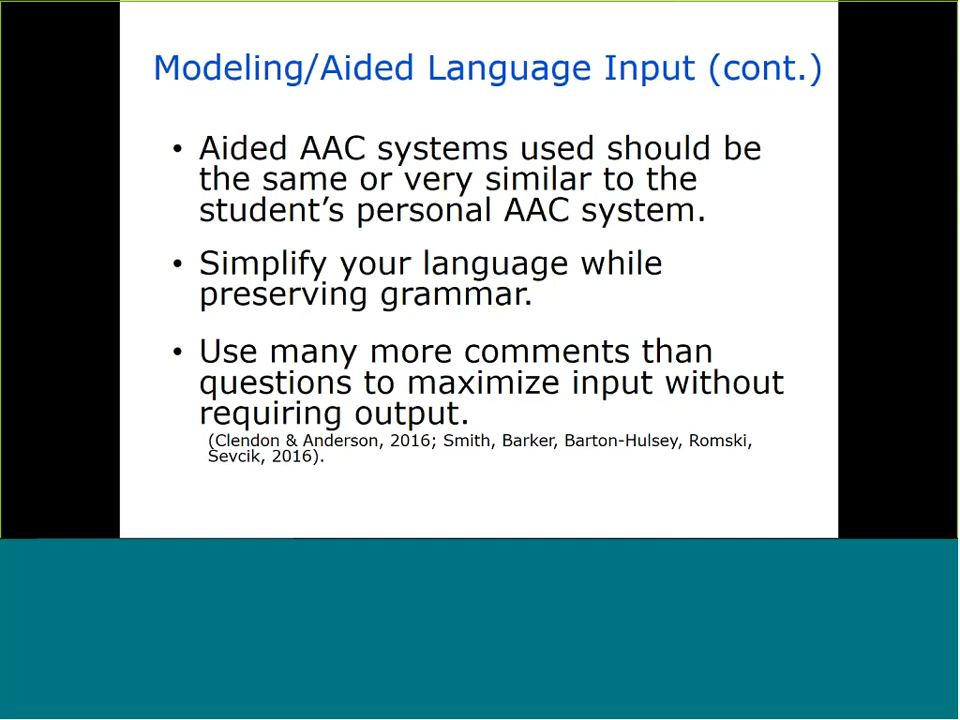 Modeling/Aided Language Input (cont.)
• Aided AAC systems used should be
the same or very similar to the
student’s personal AAC system.
• Simplify your language while
preserving grammar.
• Use many more comments than
questions to maximize input without
requiring output.
(Clendon & Anderson, 2016; Smith, Barker, Barton-Hulsey, Romski,
Sevcik, 2016).